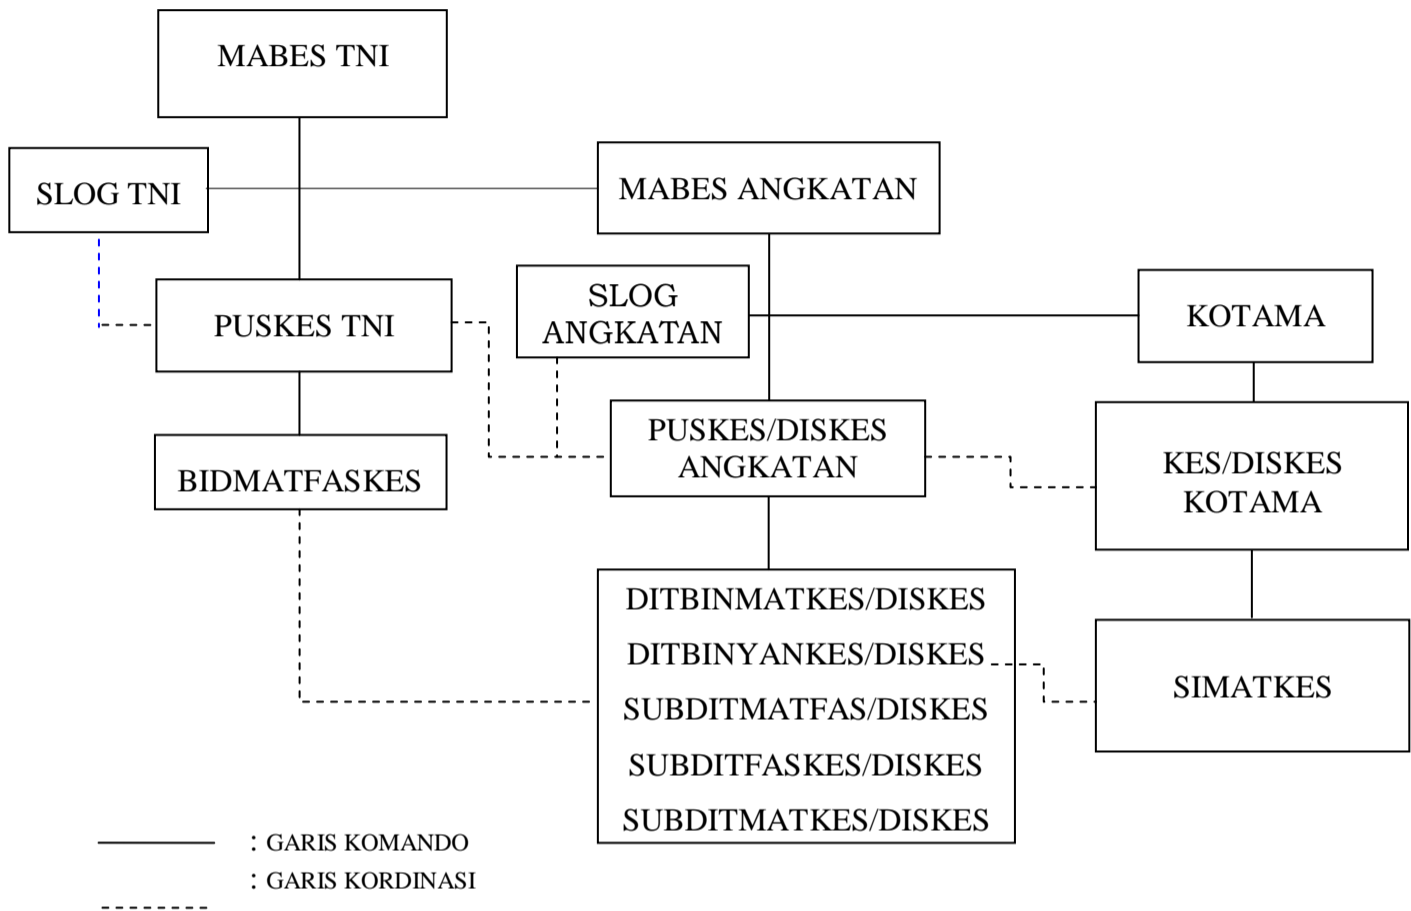 MABES TNI
SLOG TNI
MABES ANGKATAN
PUSKES TNI
SLOG
ANGKATAN
KOTAMA
BIDMATFASKES
PUSKES/DISKES
ANGKATAN
KES/DISKES
KOTAMA
DITBINMATKES/DISKES
DITBINYANKES/DISKES
SUBDITMATFAS/DISKES
SUBDITFASKES/DISKES
SUBDITMATKES/DISKES
SIMATKES
: GARIS KOMANDO
: GARIS KORDINASI